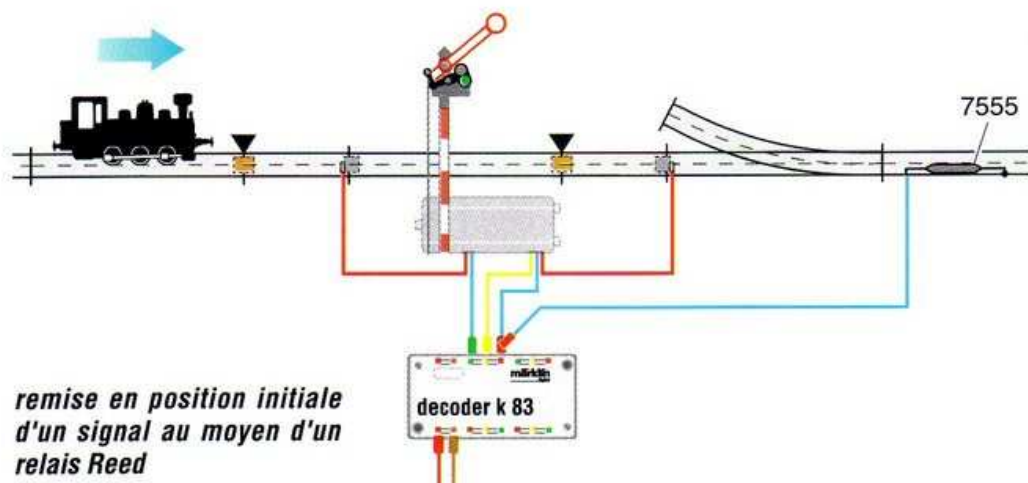 7555
märklin
decoder k 83
remise en position initiale
d'un signal au moyen d'un
relais Reed